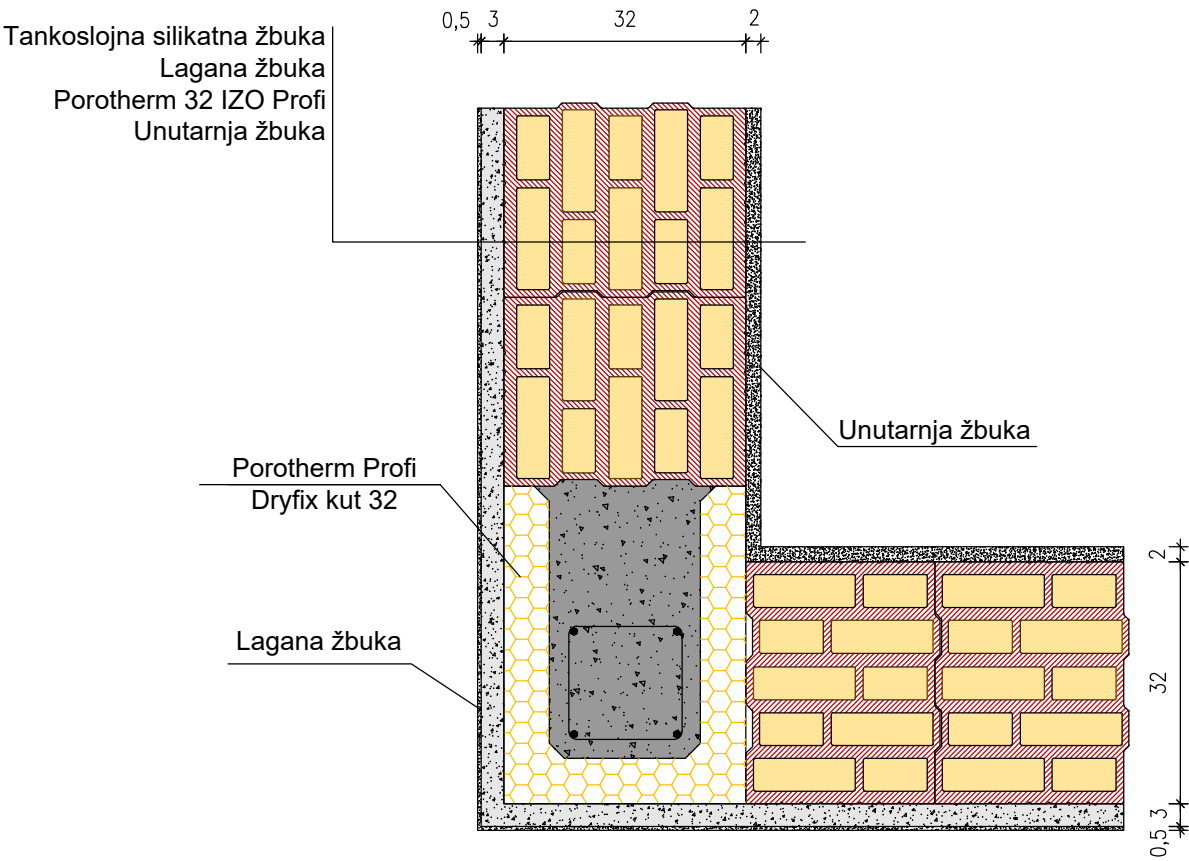 0,5 3 32 2
Tankoslojna silikatna žbuka
Lagana žbuka
Porotherm 32 IZO Profi
Unutarnja žbuka
Unutarnja žbuka
Porotherm Profi
Dryfix kut 32
Lagana žbuka
2
32
3
0,5